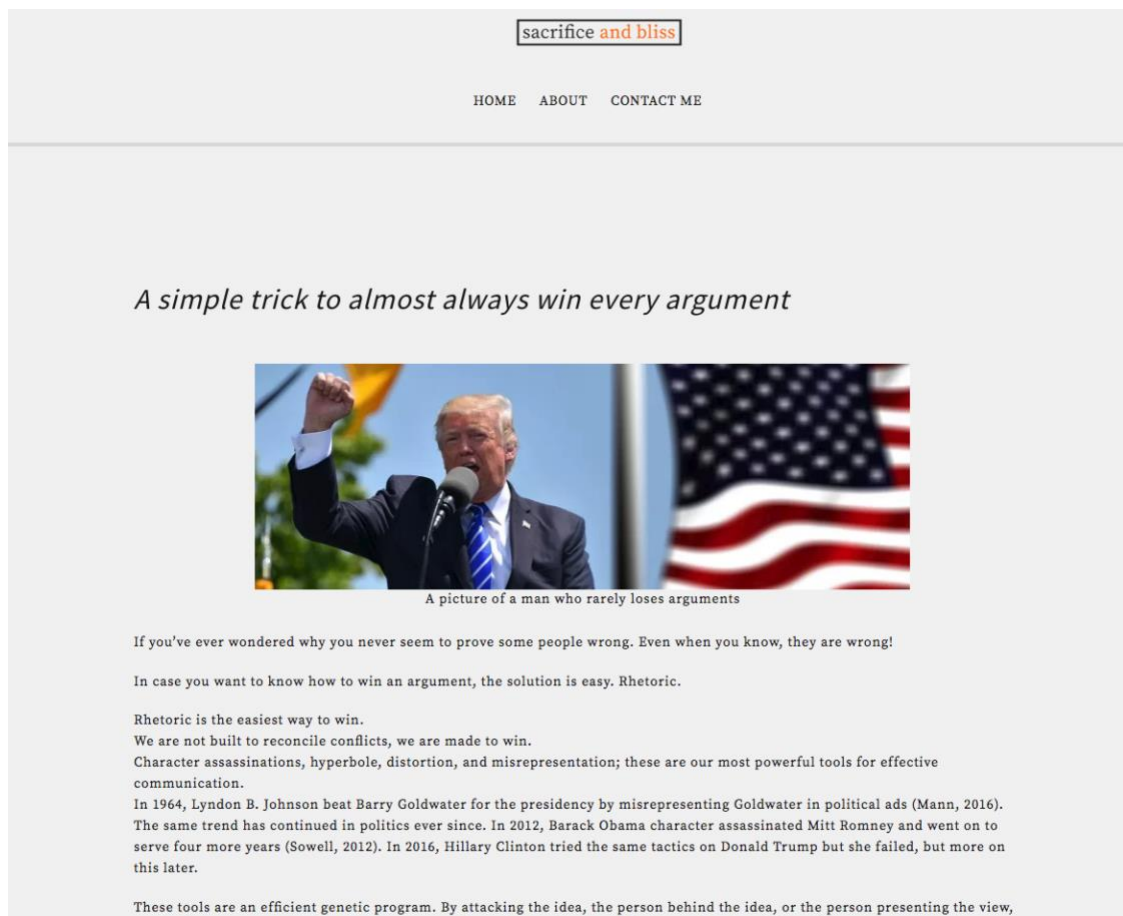 sacrifice and bliss
HOME ABOUT CONTACT ME
A simple trick to almost always win every argument
A picture of a man who rarely loses arguments
If you've ever wondered why you never seem to prove some people wrong. Even when you know, they are wrong!
In case you want to know how to win an argument, the solution is easy. Rhetoric.
Rhetoric is the easiest way to win.
We are not built to reconcile conflicts, we are made to win.
Character assassinations, hyperbole, distortion, and misrepresentation; these are our most powerful tools for effective
communication.
In 1964, Lyndon B. Johnson beat Barry Goldwater for the presidency by misrepresenting Goldwater in political ads (Mann, 2016).
The same trend has continued in politics ever since. In 2012, Barack Obama character assassinated Mitt Romney and went on to
serve four more years (Sowell, 2012). In 2016, Hillary Clinton tried the same tactics on Donald Trump but she failed, but more on
this later.
These tools are an efficient genetic program. By attacking the idea, the person behind the idea, or the person presenting the view,